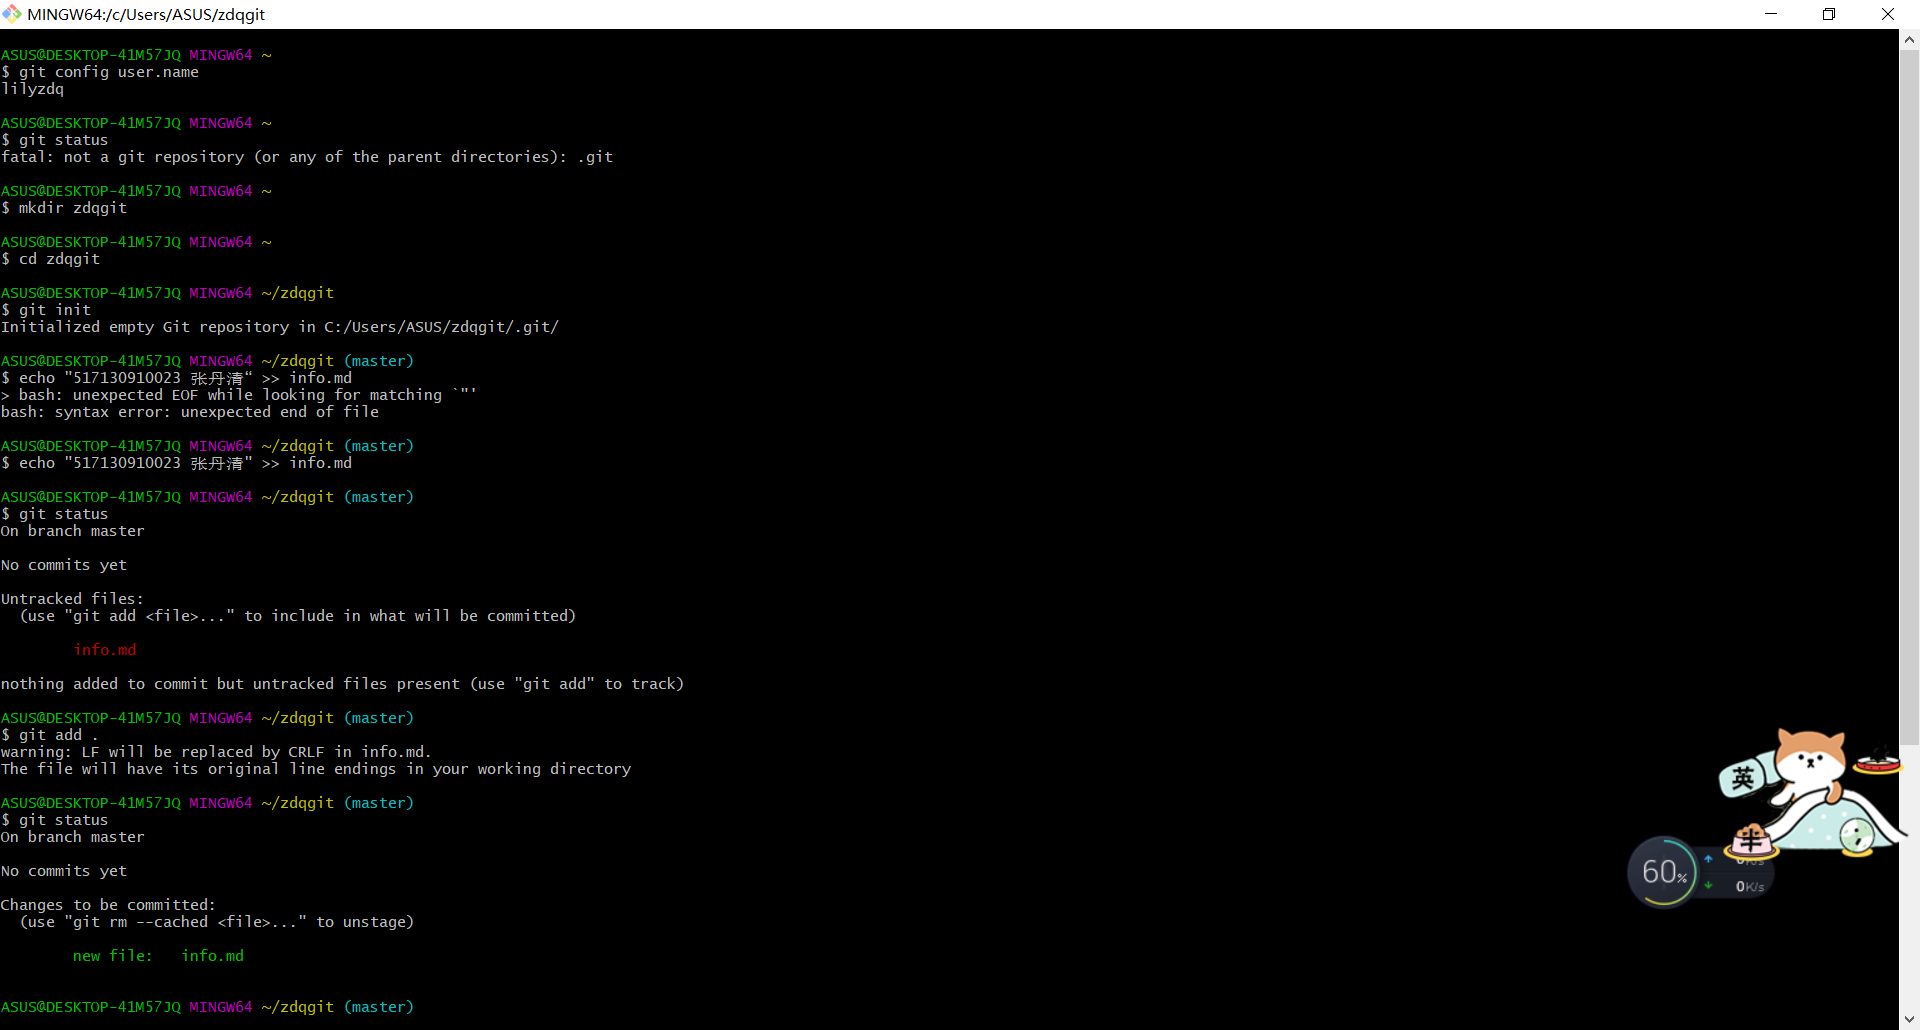 MINGW64:/c/Users/ASUS/zdqgit
ASUS@DESKTOP-41M57JQ MINGW64 ~
$ git config user.name
lilyzdq
ASUS@DESKTOP-41M57JQ MINGW64 ~
$ git status
fatal: not a git repository (or any of the parent directories): .git
ASUS@DESKTOP-41M57JQ MINGW64 ~
$ mkdir zdqgit
ASUS@DESKTOP-41M57JQ MINGW64 ~
$ cd zdqgit
ASUS@DESKTOP-41M57JQ MINGW64 ~/zdqgit
$ git init
Initialized empty Git repository in C:/Users/ASUS/zdqgit/.git/
ASUS@DESKTOP-41M57JQ MINGW64 ~/zdqgit (master)
$ echo "517130910023 张丹清“ >> info.md
> bash: unexpected EOF while looking for matching `"'
bash: syntax error: unexpected end of file
ASUS@DESKTOP-41M57JQ MINGW64 ~/zdqgit (master)
$ echo "517130910023 张丹清" >> info.md
ASUS@DESKTOP-41M57JQ MINGW64 ~/zdqgit (master)
$ git status
On branch master
No commits yet
Untracked files:
(use "git add <file>..." to include in what will be committed)
info.md
nothing added to commit but untracked files present (use "git add" to track)
ASUS@DESKTOP-41M57JQ MINGW64 ~/zdqgit (master)
$ git add .
warning: LF will be replaced by CRLF in info.md.
The file will have its original line endings in your working directory
ASUS@DESKTOP-41M57JQ MINGW64 ~/zdqgit (master)
$ git status
On branch master
No commits yet
Changes to be committed:
(use "git rm --cached <file>..." to unstage)
new file:   info.md
ASUS@DESKTOP-41M57JQ MINGW64 ~/zdqgit (master)
英
半
60%
0K/s